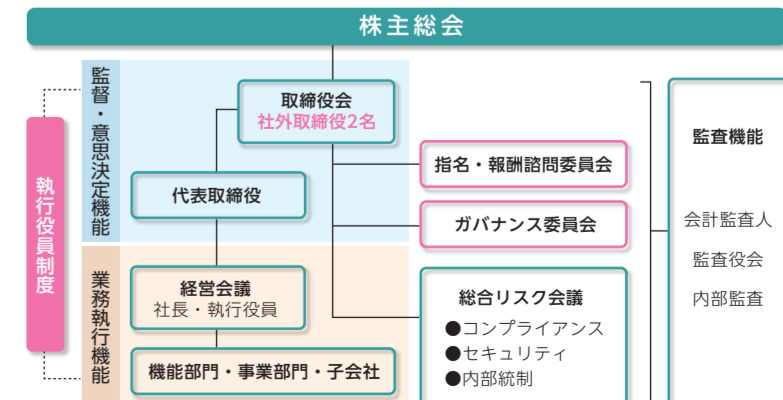 株主総会
監督・意思決定機能
取締役会
社外取締役2名
監査機能
指名・報酬諮問委員会
代表取締役
執行役員制度
ガバナンス委員会
会計監査人
監査役会
内部監査
業務執行機能
経営会議
社長・執行役員
総合リスク会議
●コンプライアンス
●セキュリティ
●内部統制
機能部門・事業部門・子会社